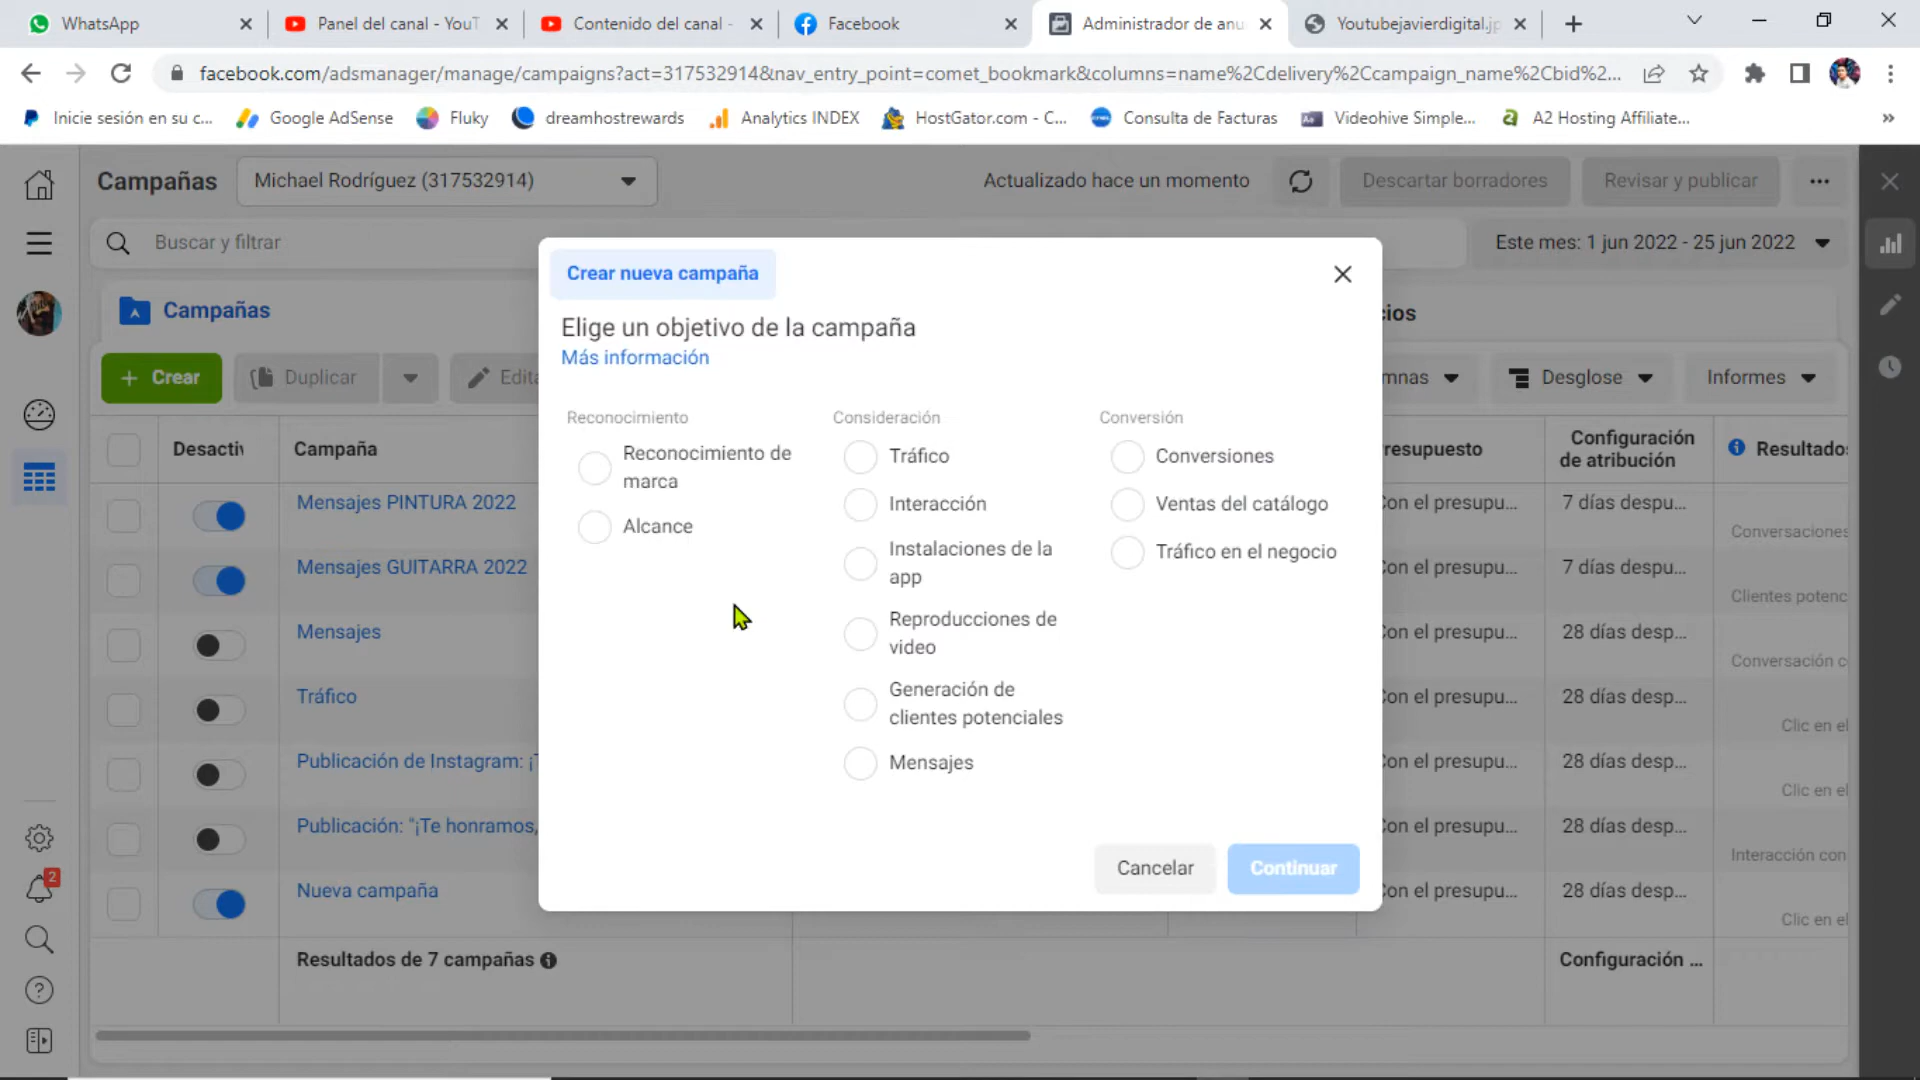 WhatsApp
Panel del canal - YouT
Contenido del canal -
Facebook
Administrador de anu
Youtubejavierdigital.jp
facebook.com/adsmanager/manage/campaigns?act=317532914&nav_entry_point=comet_bookmark&columns=name%2Cdelivery%2Ccampaign_name%2Cbid%2...
Inicie sesión en su c...
Google AdSense
Fluky
dreamhostrewards
Analytics INDEX
HostGator.com - C...
Consulta de Facturas
Videohive Simple...
A2 Hosting Affiliate...
»
Campañas
Michael Rodríguez (317532914)
Actualizado hace un momento
Descartar borradores
Revisar y publicar
Buscar y filtrar
Este mes: 1 jun 2022 - 25 jun 2022
Campañas
cios
+ Crear
Duplicar
Edita
mnas
Desglose
Informes
Desactiv
Campaña
resupuesto
Configuración
de atribución
Resultados
Mensajes PINTURA 2022
Con el presupu...
7 días despu...
Conversaciones
Mensajes GUITARRA 2022
Con el presupu...
7 días despu...
Clientes potenc
Mensajes
Con el presupu...
28 días desp...
Conversación c
Tráfico
Con el presupu...
28 días desp...
Clic en el
Publicación de Instagram: ¡T
Con el presupu...
28 días desp...
Clic en el
Publicación: "¡Te honramos,
Con el presupu...
28 días desp...
Interacción con
Nueva campaña
Con el presupu...
28 días desp...
Clic en el
Resultados de 7 campañas
Configuración ...
2
Crear nueva campaña
Elige un objetivo de la campaña
Más información
Reconocimiento
Reconocimiento de
marca
Alcance
Consideración
Tráfico
Interacción
Instalaciones de la
app
Reproducciones de
video
Generación de
clientes potenciales
Mensajes
Conversión
Conversiones
Ventas del catálogo
Tráfico en el negocio
Cancelar
Continuar